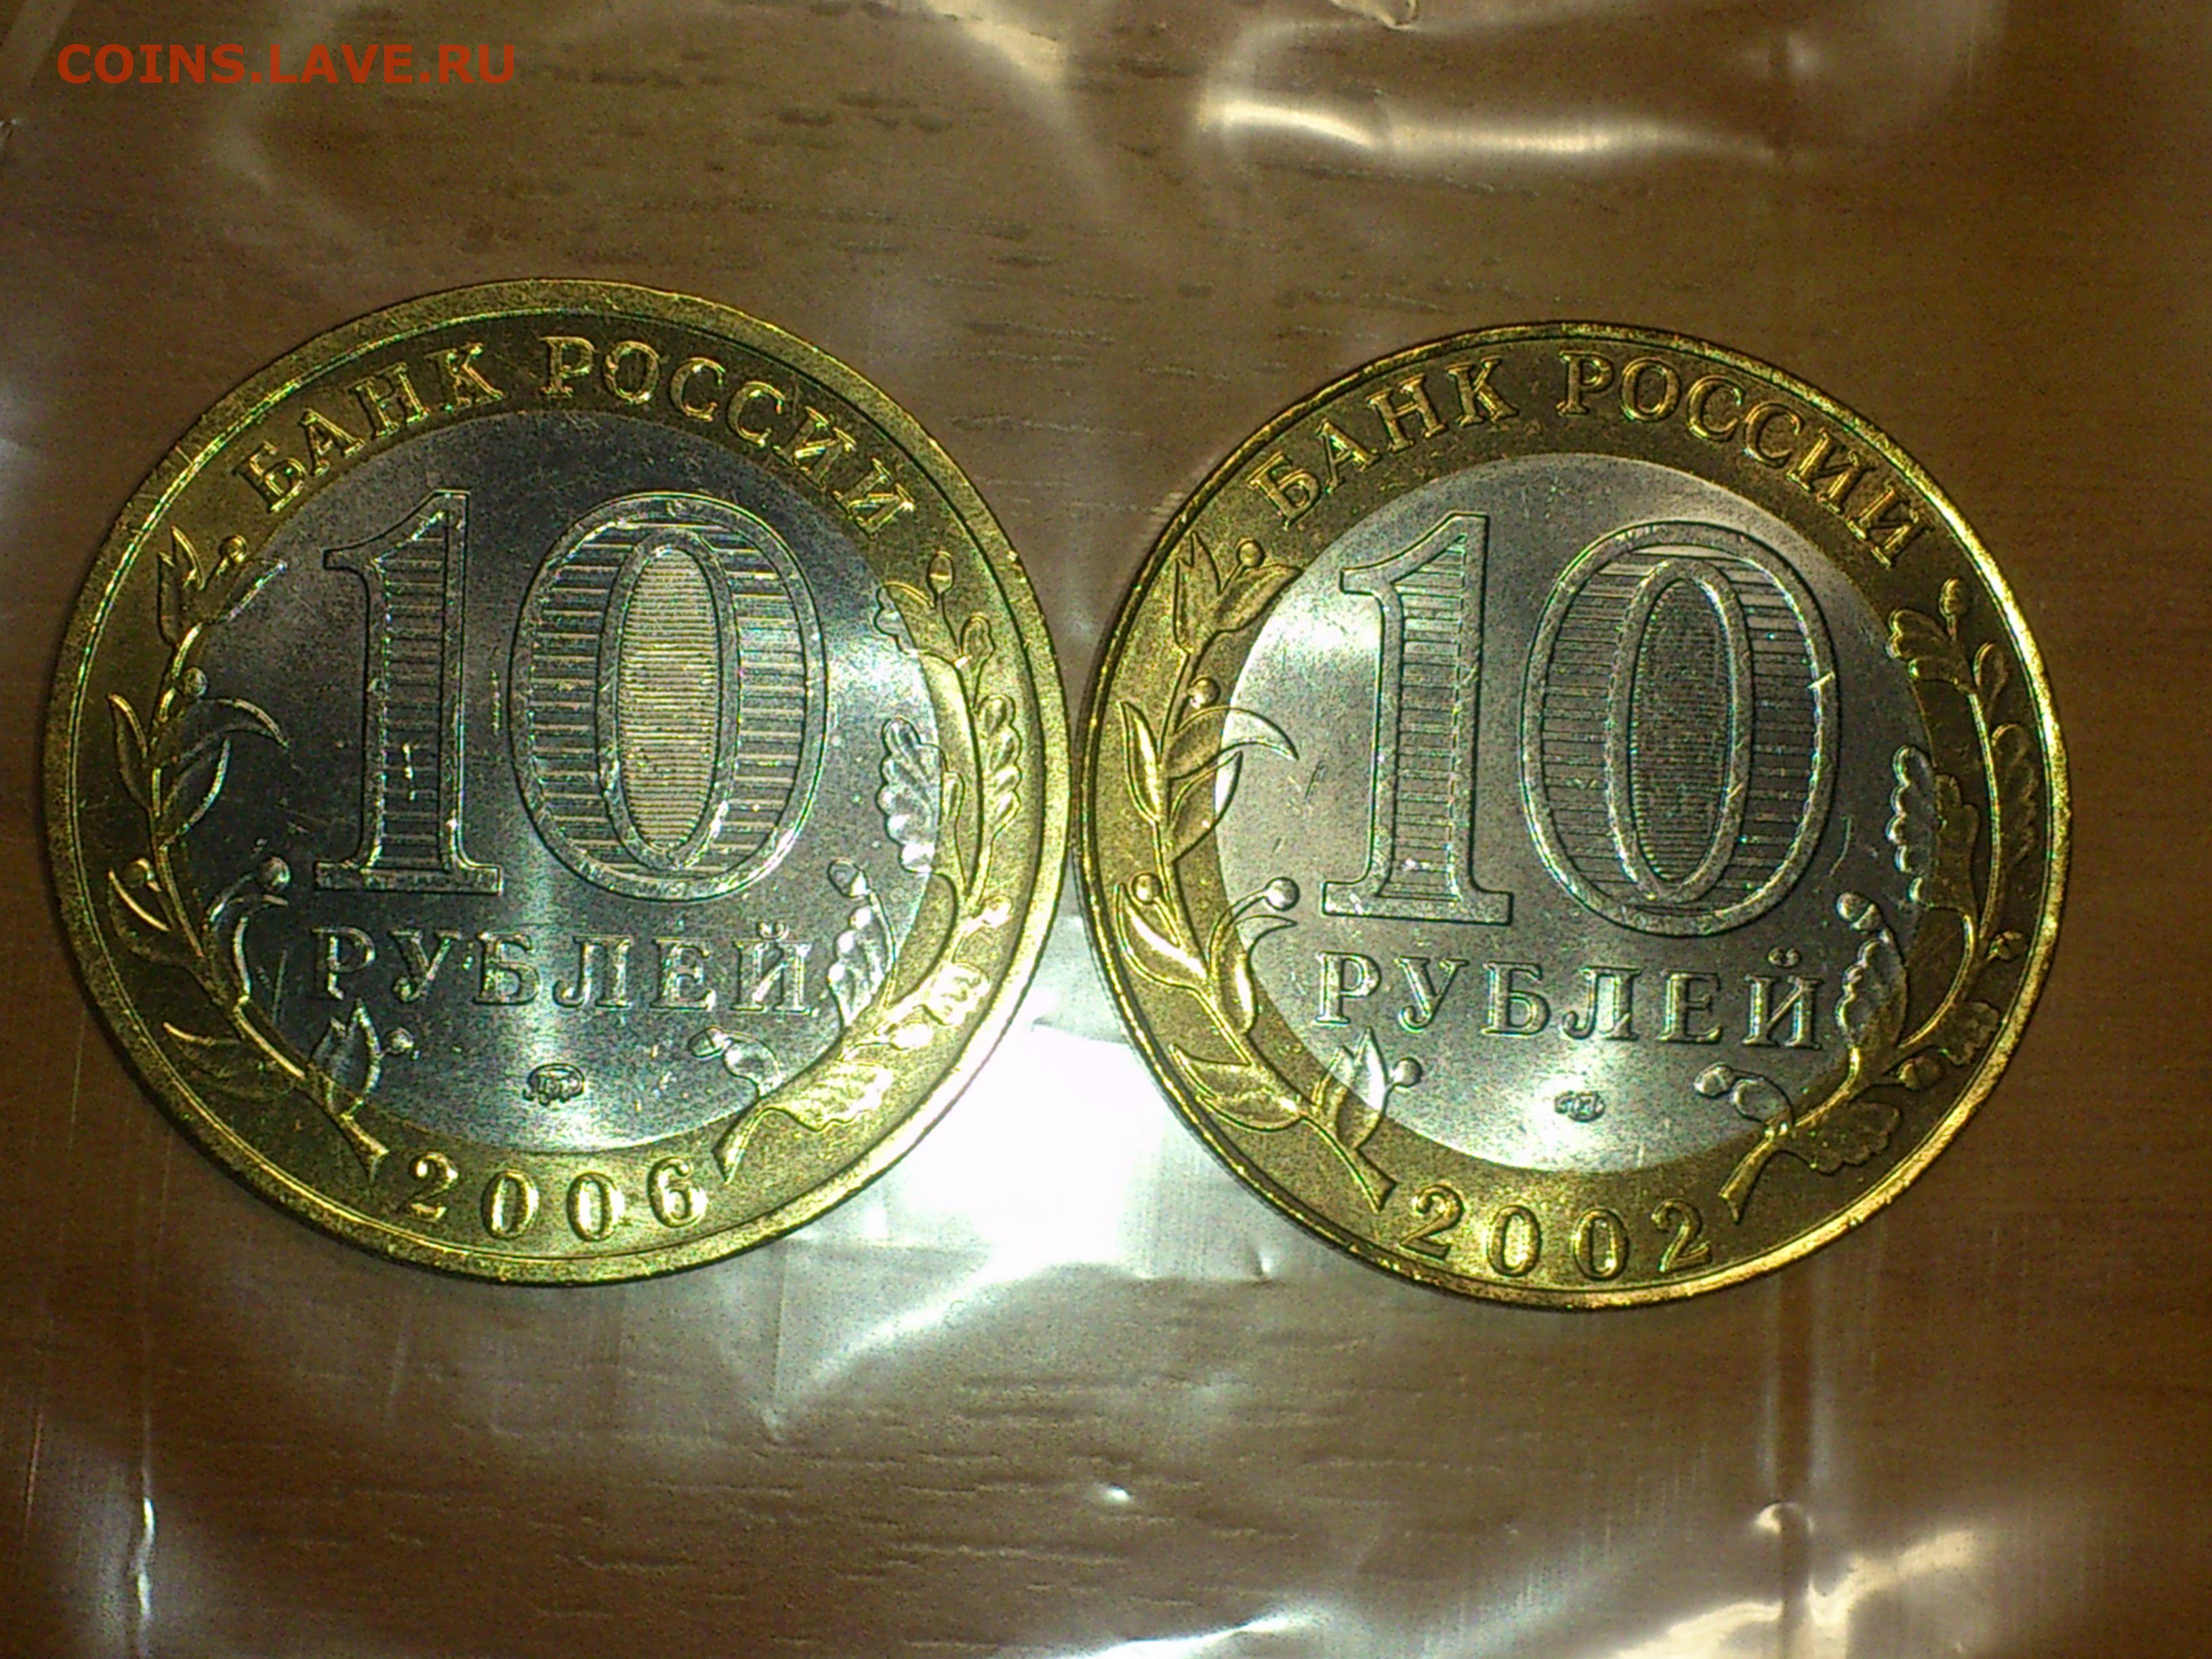 COINS.LAVE.RU
БАНК РОССИИ
10
РУБЛЕЙ
2006
БАНК РОССИИ
10
РУБЛЕЙ
2002